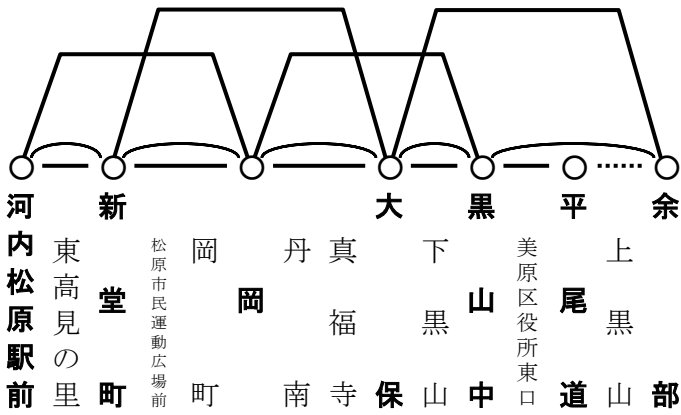 河内松原駅前
東高見の里
新堂町
松原市民運動広場前
岡町
岡
丹南
真福寺
大保
下黒山
黒山中
美原区役所東口
平尾道
上黒山
余部